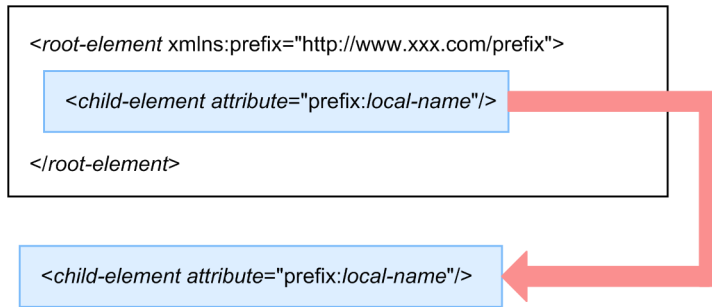 <root-element xmlns:prefix="http://www.xxx.com/prefix">
<child-element attribute="prefix:local-name"/>
</root-element>
<child-element attribute="prefix:local-name"/>